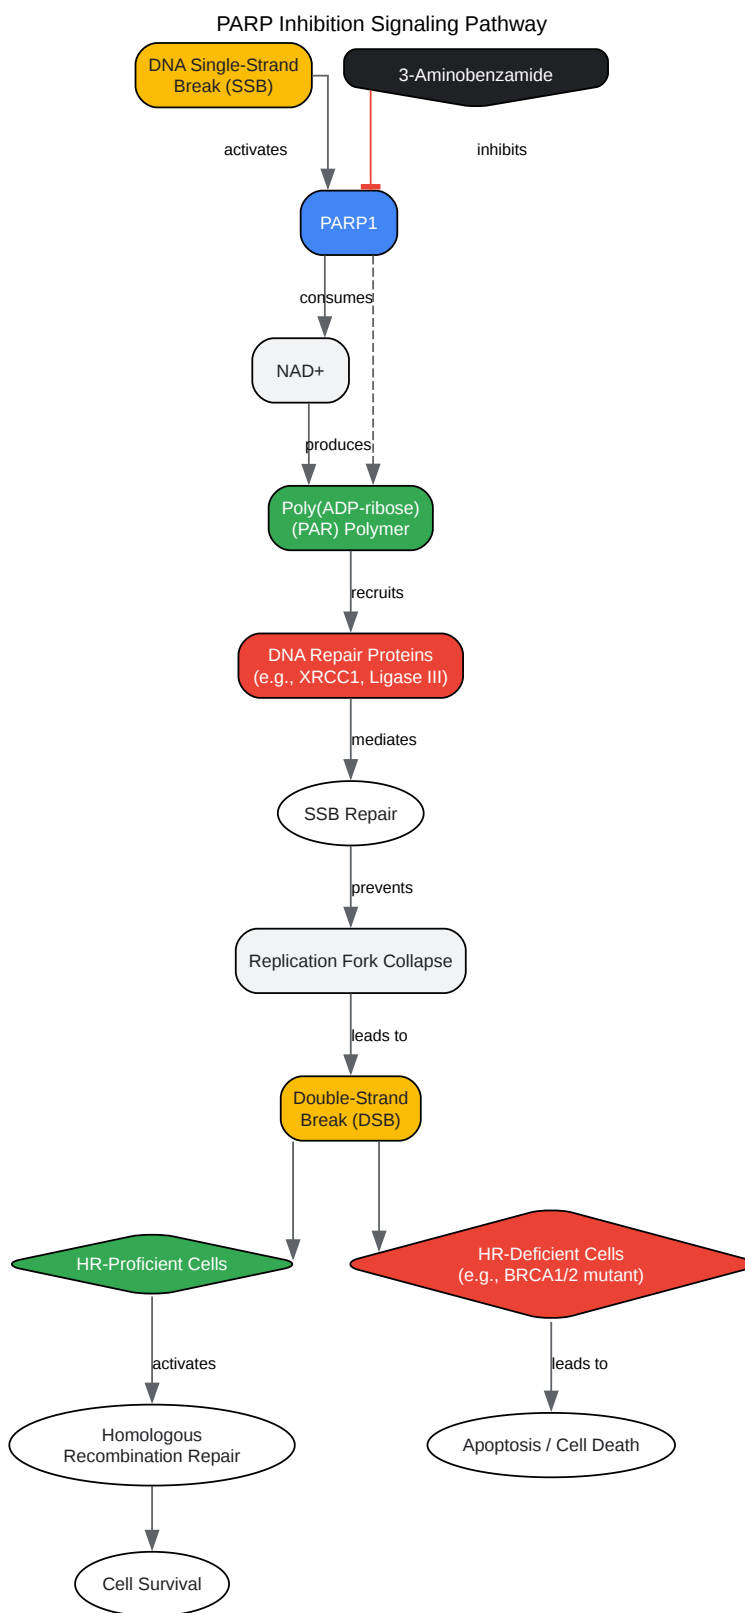 PARP Inhibition Signaling Pathway
DNA Single-Strand
Break (SSB)
3-Aminobenzamide
activates
inhibits
PARP1
consumes
NAD+
produces
Poly(ADP-ribose)
(PAR) Polymer
recruits
DNA Repair Proteins
(e.g., XRCC1, Ligase III)
mediates
SSB Repair
prevents
Replication Fork Collapse
leads to
Double-Strand
Break (DSB)
HR-Proficient Cells
HR-Deficient Cells
(e.g., BRCA1/2 mutant)
activates
leads to
Homologous
Recombination Repair
Apoptosis / Cell Death
Cell Survival